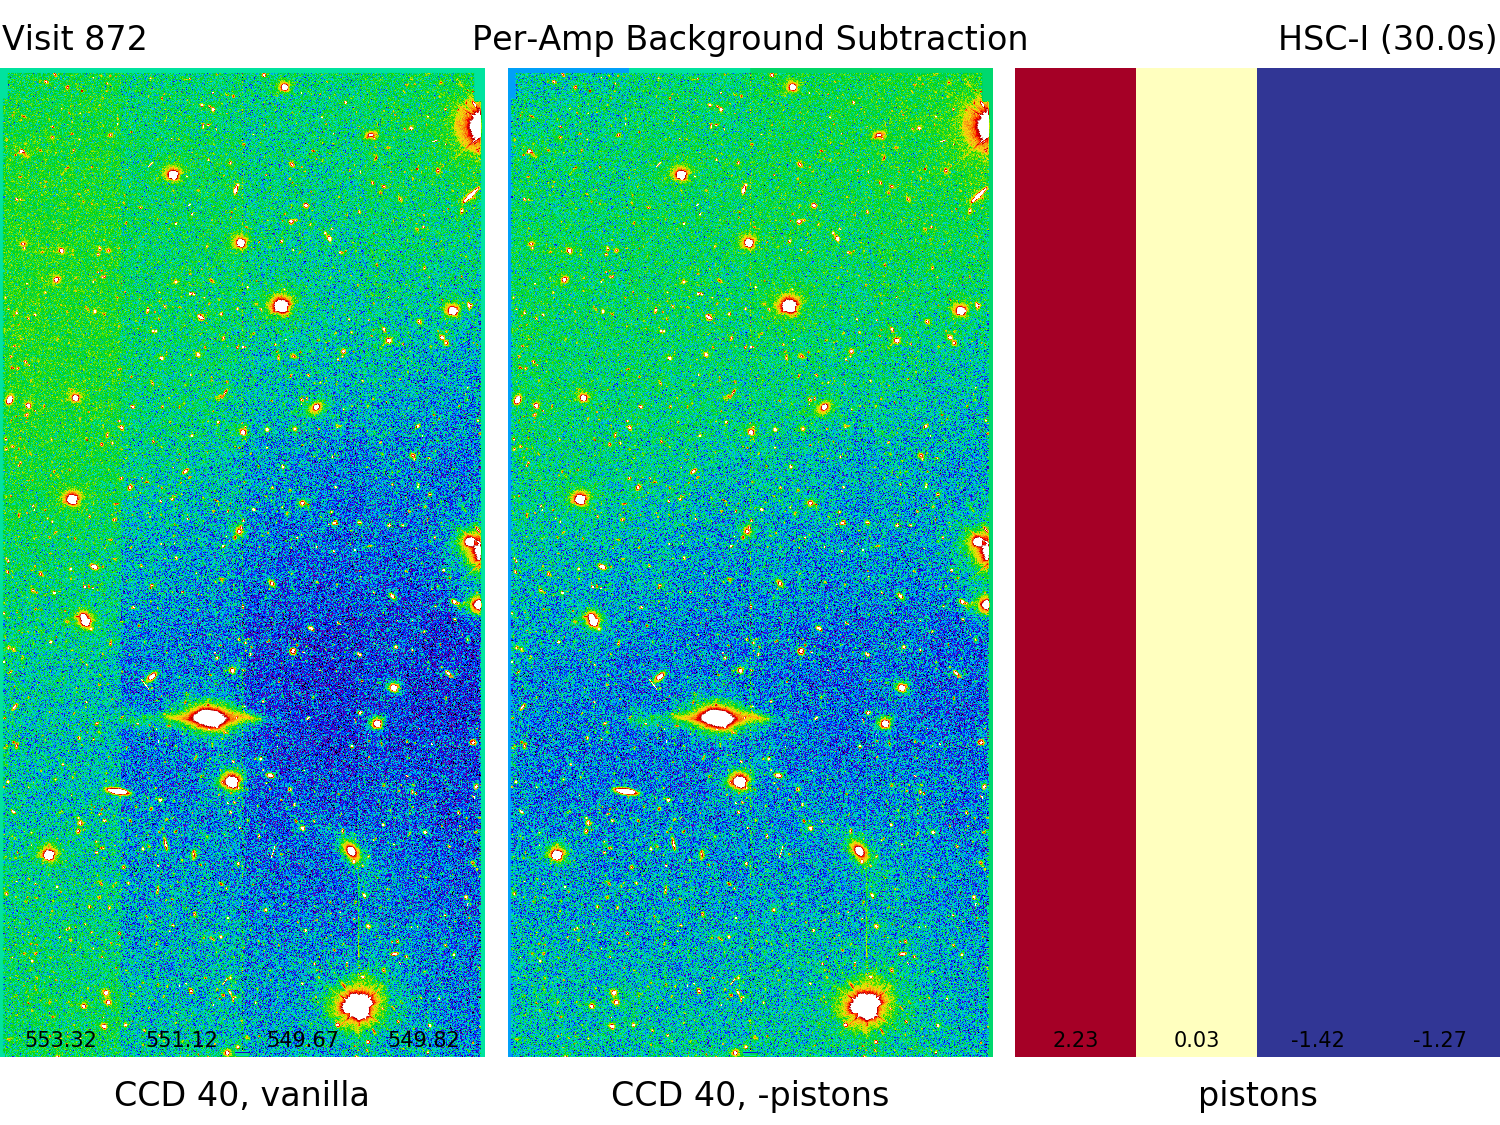 Visit 872 Per-Amp Background Subtraction HSC-I (30.0s)
553.32 551.12 549.67 549.82 2.23 0.03 -1.42 -1.27
CCD 40, vanilla CCD 40, -pistons pistons